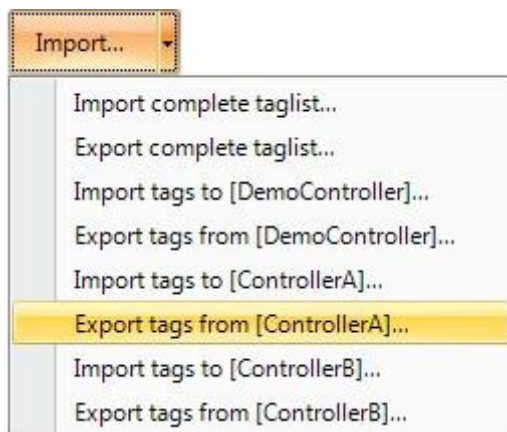 Import...
Import complete taglist...
Export complete taglist...
Import tags to [DemoController]...
Export tags from [DemoController]...
Import tags to [ControllerA]...
Export tags from [ControllerA]...
Import tags to [ControllerB]...
Export tags from [ControllerB]...